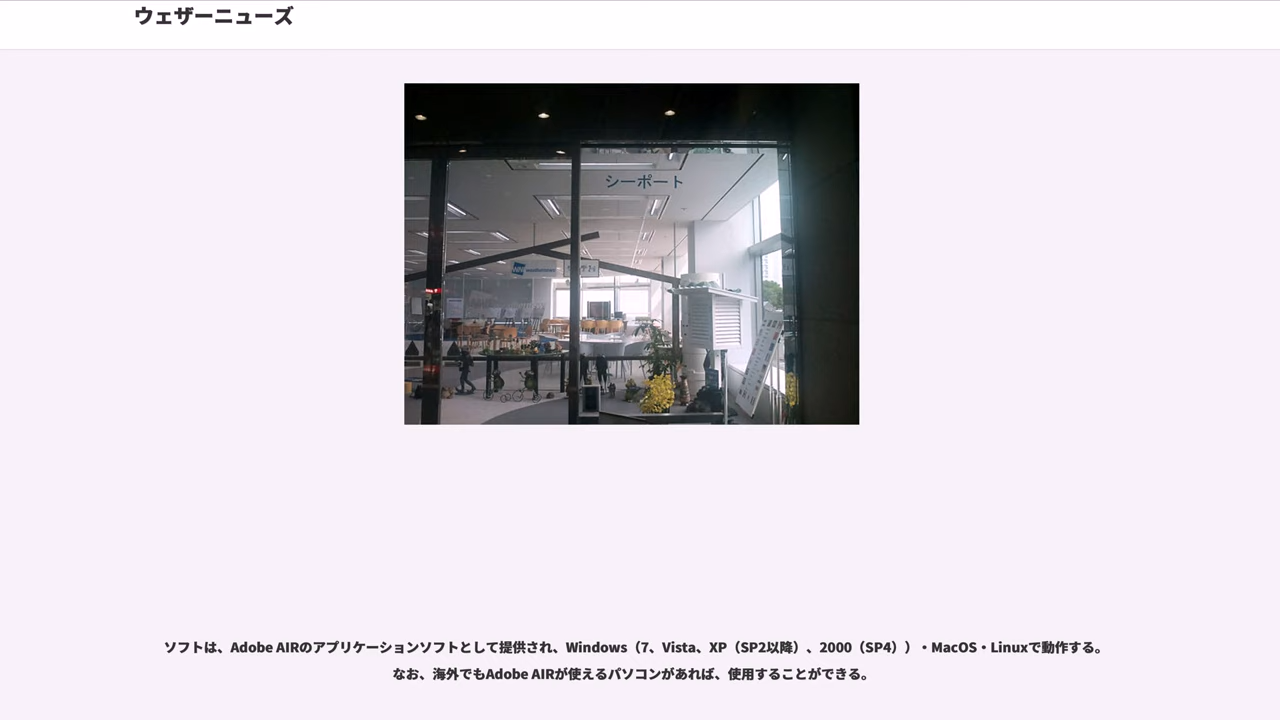 ウェザーニューズ
シーポート
ソフトは、Adobe AIRのアプリケーションソフトとして提供され、Windows（7、Vista、XP（SP2以降）、2000（SP4））・MacOS・Linuxで動作する。
なお、海外でもAdobe AIRが使えるパソコンがあれば、使用することができる。